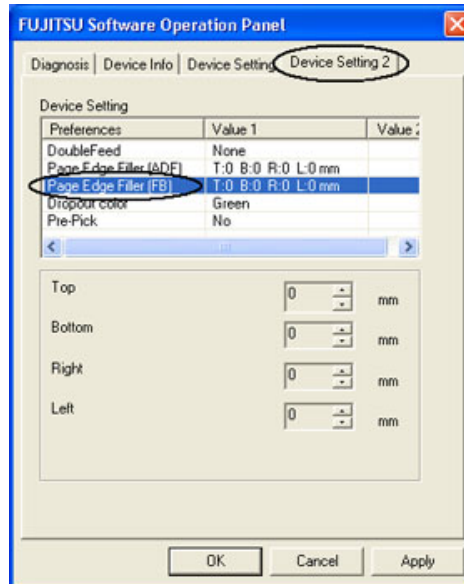 FUJITSU Software Operation Panel
Diagnosis Device Info Device Setting Device Setting 2
Device Setting
Preferences Value 1 Value 2
DoubleFeed None
Page Edge Filler (ADF) T:0 B:0 R:0 L:0 mm
Page Edge Filler (FB) T:0 B:0 R:0 L:0 mm
Dropout color Green
Pre-Pick No
Top 0 mm
Bottom 0 mm
Right 0 mm
Left 0 mm
OK Cancel Apply